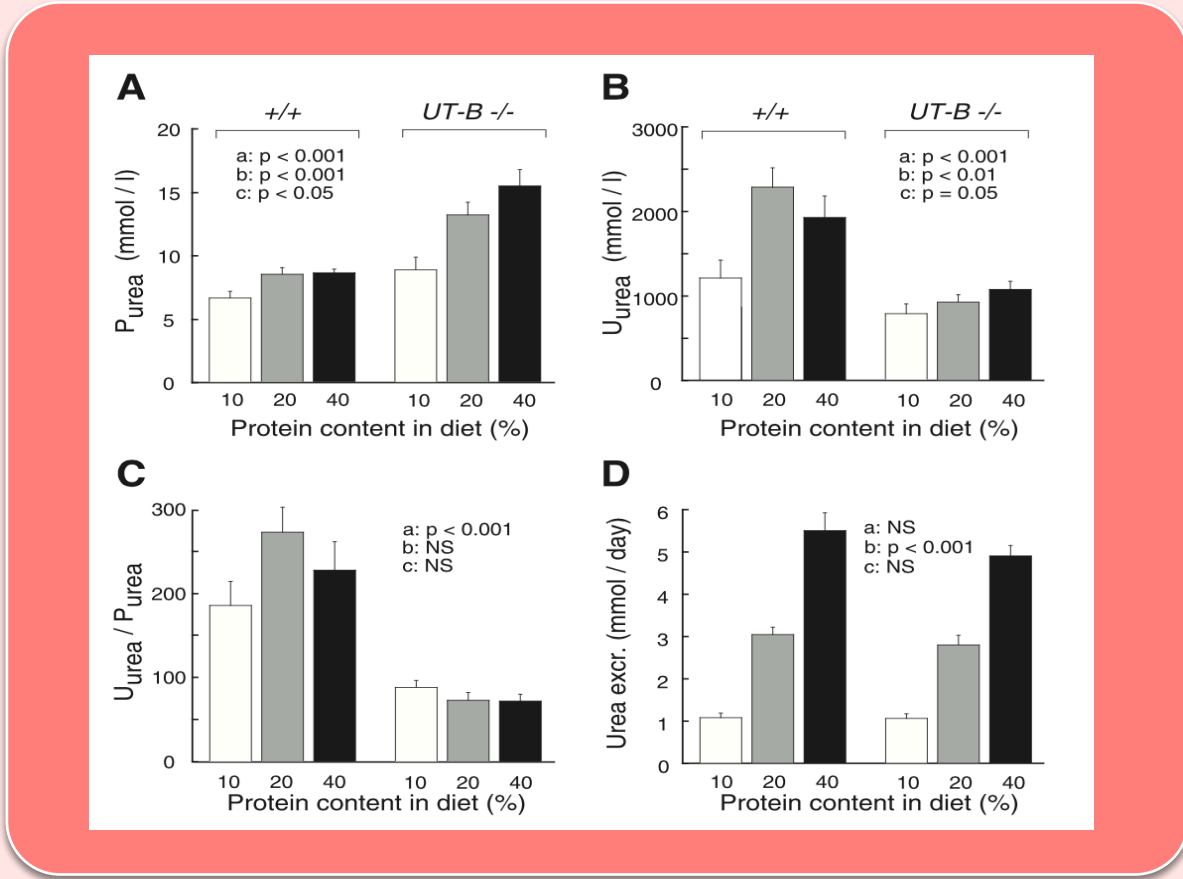 A
+/+
UT-B -/-
a: p < 0.001
b: p < 0.001
c: p < 0.05
20
15
10
5
0
Purea (mmol / l)
10 20 40 10 20 40
Protein content in diet (%)
B
+/+
UT-B -/-
a: p < 0.001
b: p < 0.01
c: p = 0.05
3000
2000
1000
0
Uurea (mmol / l)
10 20 40 10 20 40
Protein content in diet (%)
C
a: p < 0.001
b: NS
c: NS
300
200
100
0
Uurea / Purea
10 20 40 10 20 40
Protein content in diet (%)
D
a: NS
b: p < 0.001
c: NS
6
5
4
3
2
1
0
Urea excr. (mmol / day)
10 20 40 10 20 40
Protein content in diet (%)